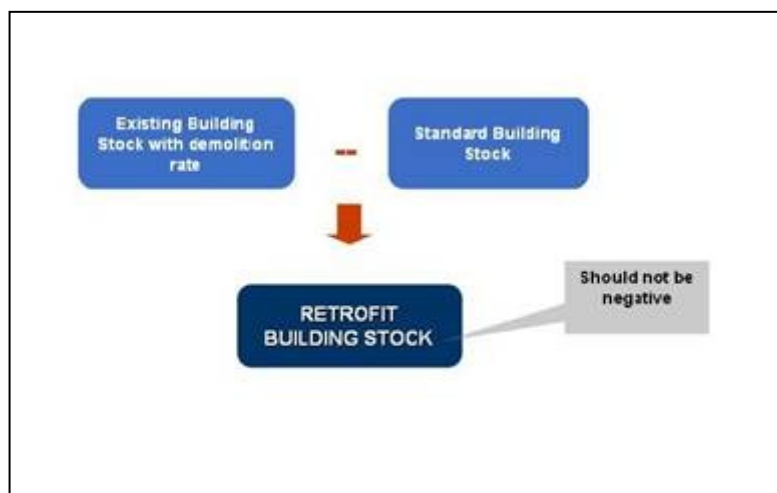 Existing Building
Stock with demolition
rate
--
Standard Building
Stock
RETROFIT
BUILDING STOCK
Should not be
negative